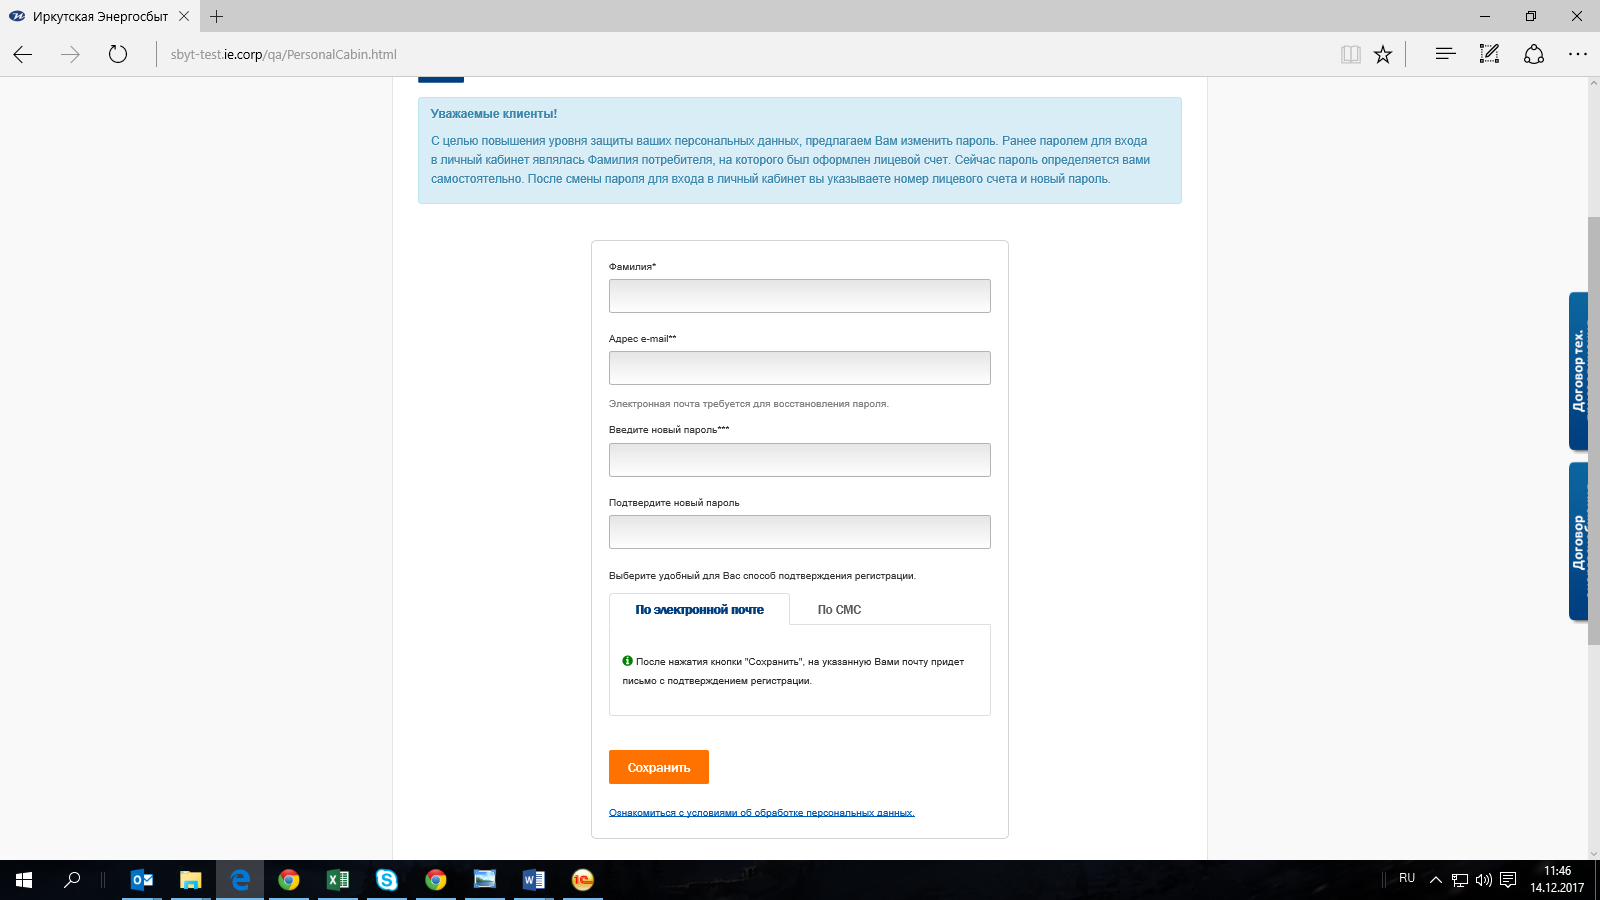 Иркутская Энергосбыт
sbyt-test.ie.corp/qa/PersonalCabin.html
Уважаемые клиенты!
С целью повышения уровня защиты ваших персональных данных, предлагаем Вам изменить пароль. Ранее паролем для входа
в личный кабинет являлась Фамилия потребителя, на которого был оформлен лицевой счет. Сейчас пароль определяется вами
самостоятельно. После смены пароля для входа в личный кабинет вы указываете номер лицевого счета и новый пароль.
Фамилия*
Адрес e-mail**
Электронная почта требуется для восстановления пароля.
Введите новый пароль***
Подтвердите новый пароль
Выберите удобный для Вас способ подтверждения регистрации.
По электронной почте
По СМС
После нажатия кнопки "Сохранить", на указанную Вами почту придет
письмо с подтверждением регистрации.
Сохранить
Ознакомиться с условиями об обработке персональных данных.
Договор тех.
Договор
RU
11:46
14.12.2017